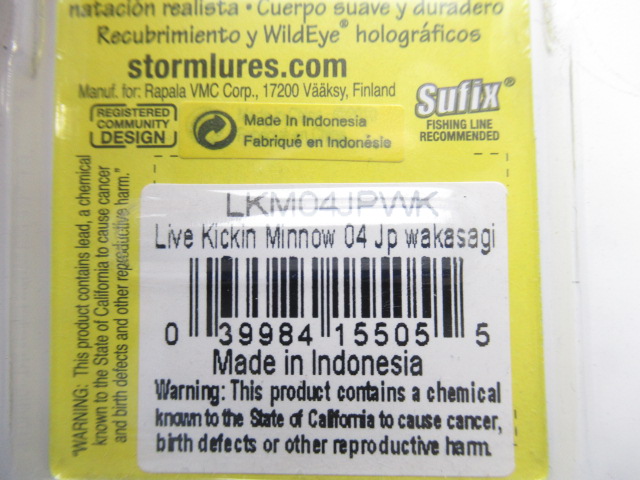 natación realista • Cuerpo suave y duradero
Recubrimiento y WildEye® holográficos
stormlures.com
Manuf. for: Rapala VMC Corp., 17200 Vääksy, Finland
REGISTERED
COMMUNITY
DESIGN
Made In Indonesia
Fabriqué en Indonésie
Sufix®
FISHING LINE
RECOMMENDED
"WARNING: This product contains lead, a chemical
known to the State of California to cause cancer
and birth defects and other reproductive harm."
LKM04JPWK
Live Kickin Minnow 04 Jp wakasagi
0 39984 15505 5
Made in Indonesia
Warning: This product contains a chemical
known to the State of California to cause cancer,
birth defects or other reproductive harm.